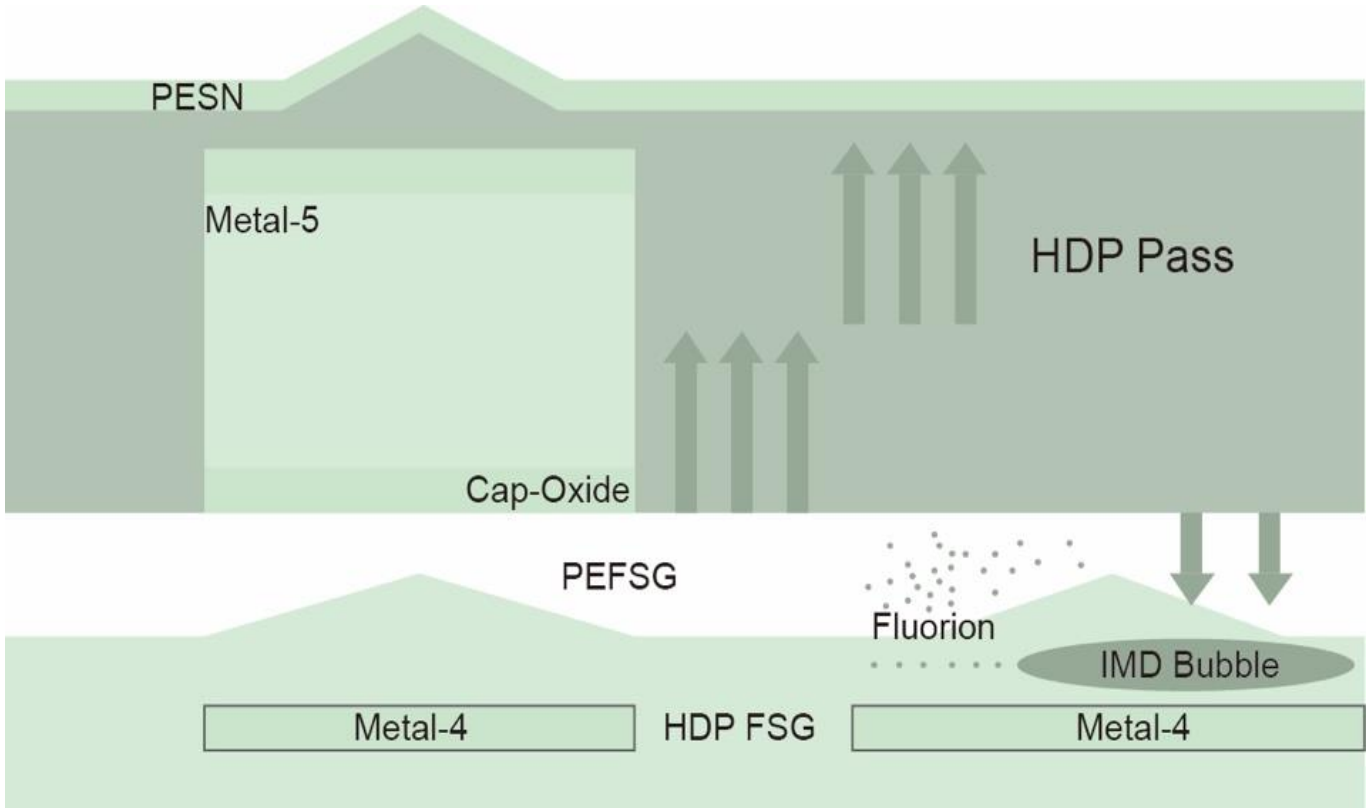 PESN
Metal-5
HDP Pass
Cap-Oxide
PEFSG
Fluorion
IMD Bubble
Metal-4
HDP FSG
Metal-4